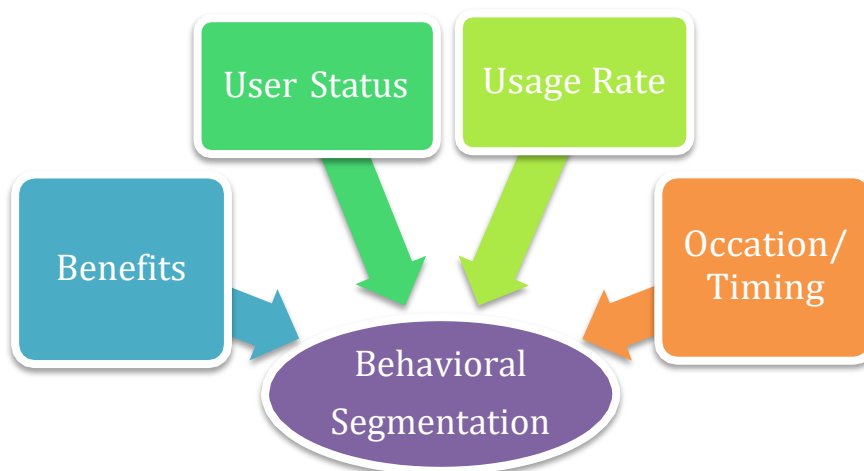 User Status
Usage Rate
Benefits
Occation/
Timing
Behavioral
Segmentation